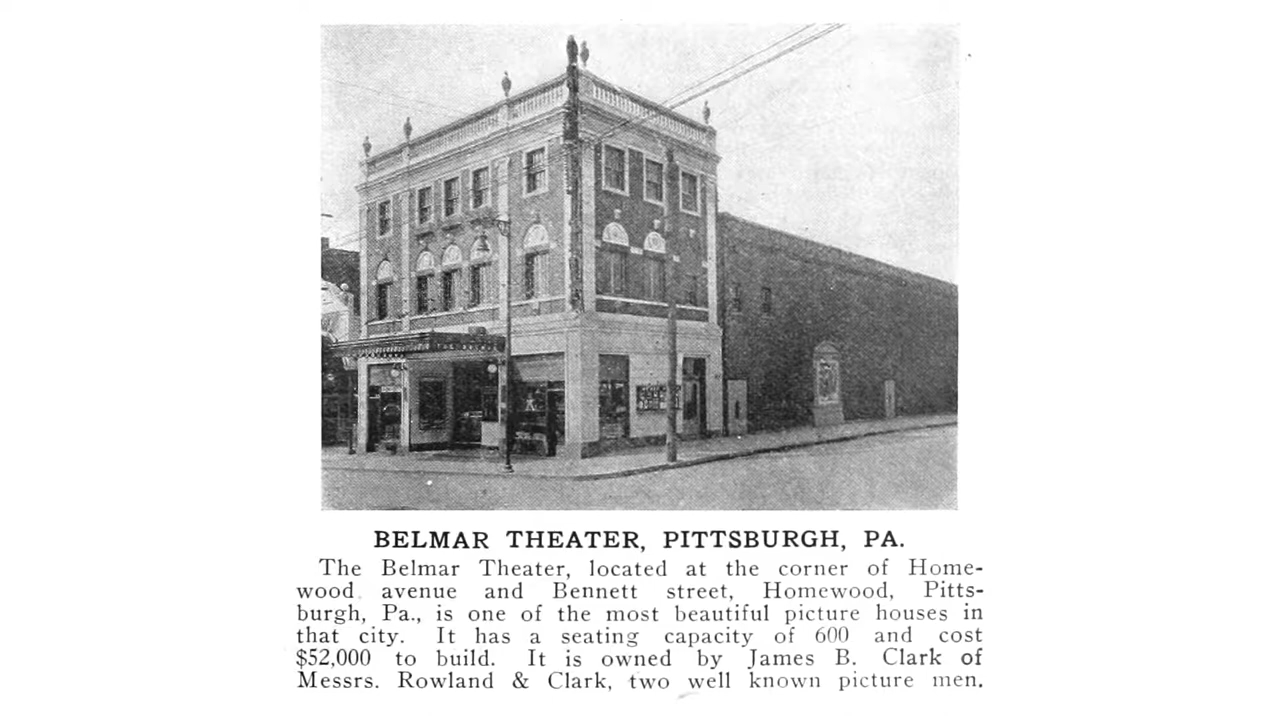 BELMAR THEATER, PITTSBURGH, PA.
The Belmar Theater, located at the corner of Home-
wood avenue and Bennett street, Homewood, Pitts-
burgh, Pa., is one of the most beautiful picture houses in
that city. It has a seating capacity of 600 and cost
$52,000 to build. It is owned by James B. Clark of
Messrs. Rowland & Clark, two well known picture men.